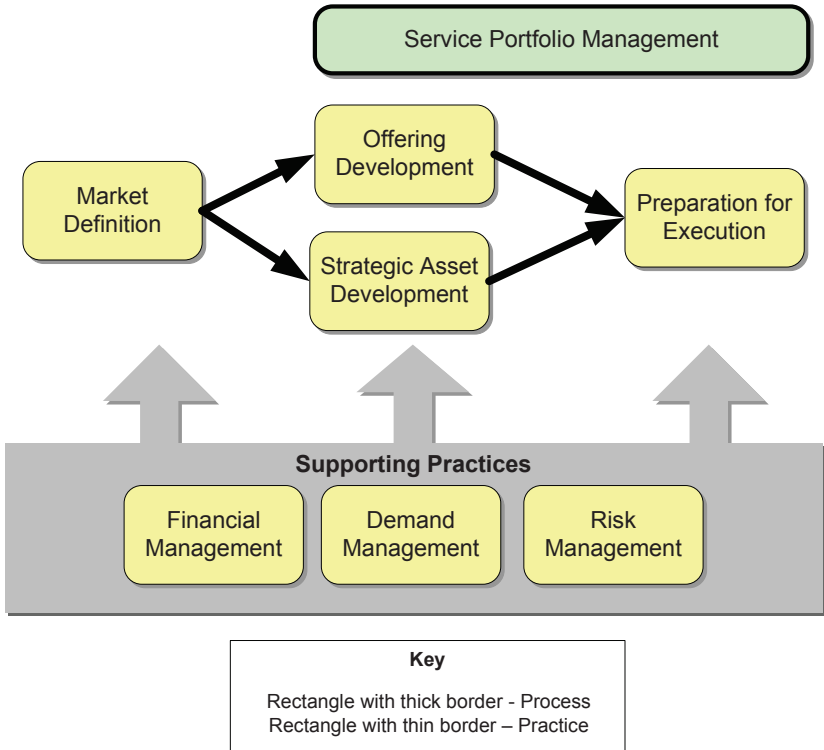 Service Portfolio Management
Offering
Development
Market
Definition
Preparation for
Execution
Strategic Asset
Development
Supporting Practices
Financial
Management
Demand
Management
Risk
Management
Key
Rectangle with thick border - Process
Rectangle with thin border – Practice